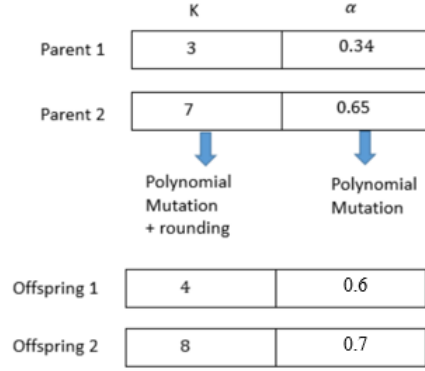 K α
Parent 1 3 0.34
Parent 2 7 0.65
Polynomial Mutation + rounding
Polynomial Mutation
Offspring 1 4 0.6
Offspring 2 8 0.7